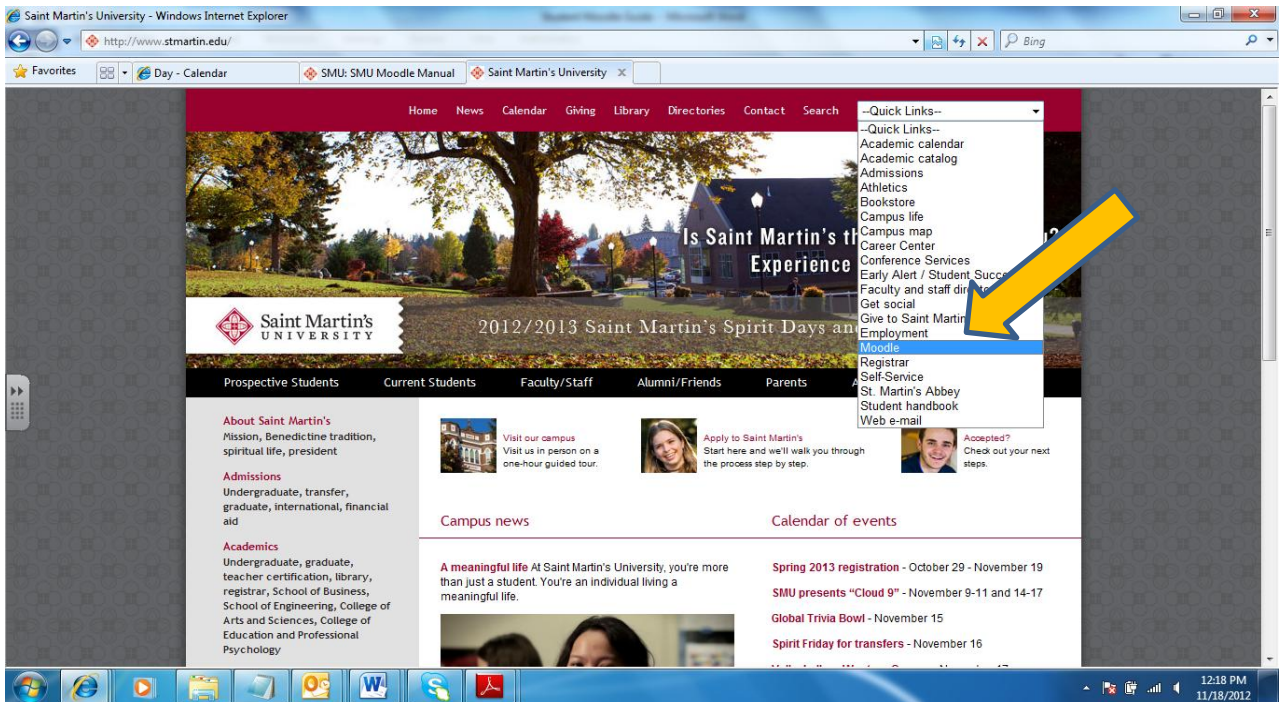 Saint Martin's University - Windows Internet Explorer
http://www.stmartin.edu/
Bing
Favorites
Day - Calendar
SMU: SMU Moodle Manual
Saint Martin's University
Home News Calendar Giving Library Directories Contact Search
--Quick Links--
--Quick Links--
Academic calendar
Academic catalog
Admissions
Athletics
Bookstore
Campus life
Campus map
Career Center
Conference Services
Early Alert / Student
Faculty and staff
Get social
Give to Saint
Employment
Moodle
Registrar
Self-Service
St. Martin's Abbey
Student handbook
Web e-mail
Is Saint Martin's
Experience
Saint Martin's
UNIVERSITY
2012/2013 Saint Martin's Spirit Days
Prospective Students Current Students Faculty/Staff Alumni/Friends Parents
About Saint Martin's
Mission, Benedictine tradition,
spiritual life, president
Admissions
Undergraduate, transfer,
graduate, international, financial
aid
Academics
Undergraduate, graduate,
teacher certification, library,
registrar, School of Business,
School of Engineering, College of
Arts and Sciences, College of
Education and Professional
Psychology
Visit our campus
Visit us in person on a
one-hour guided tour.
Apply to Saint Martin's
Start here and we'll walk you through
the process step by step.
Accepted?
Check out your next
steps.
Campus news
A meaningful life At Saint Martin's University, you're more
than just a student. You're an individual living a
meaningful life.
Calendar of events
Spring 2013 registration - October 29 - November 19
SMU presents “Cloud 9” - November 9-11 and 14-17
Global Trivia Bowl - November 15
Spirit Friday for transfers - November 16
12:18 PM
11/18/2012